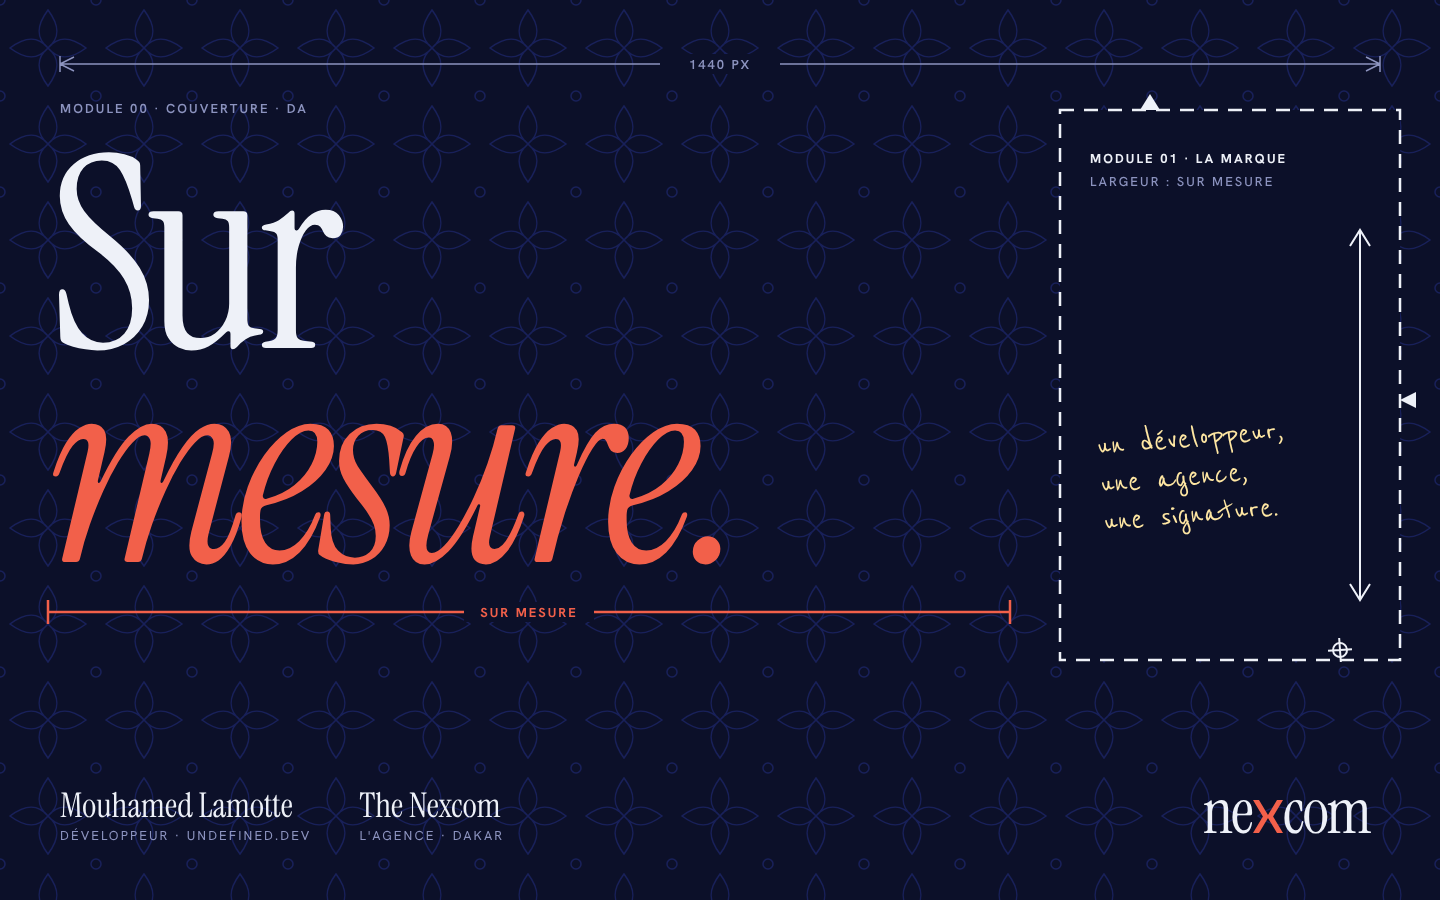 1440 PX
MODULE 00 · COUVERTURE · DA
Sur
mesure.
SUR MESURE
MODULE 01 · LA MARQUE
LARGEUR : SUR MESURE
un développeur,
une agence,
une signature.
Mouhamed Lamotte
DÉVELOPPEUR · UNDEFINED.DEV
The Nexcom
L'AGENCE · DAKAR
nexcom